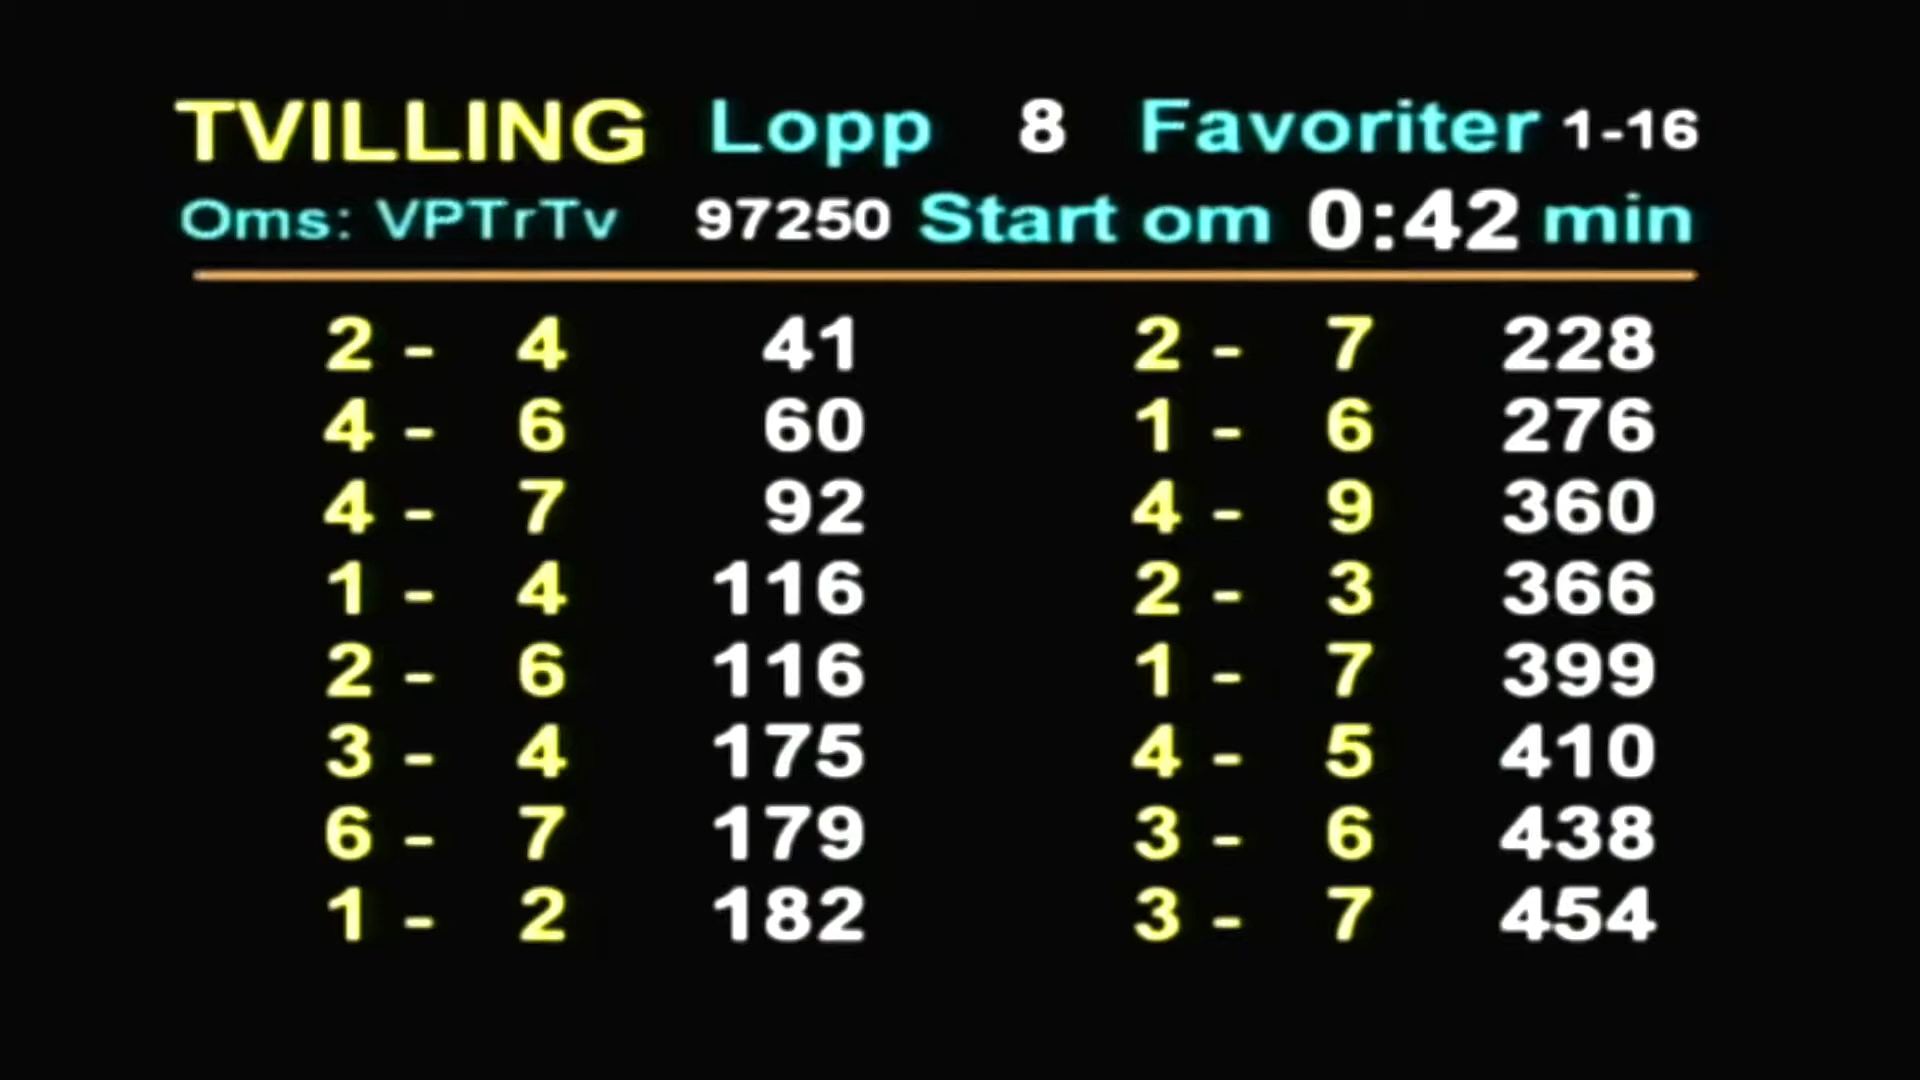 TVILLING Lopp 8 Favoriter 1-16
Oms: VPTrTv 97250 Start om 0:42 min
2 - 4 41 2 - 7 228
4 - 6 60 1 - 6 276
4 - 7 92 4 - 9 360
1 - 4 116 2 - 3 366
2 - 6 116 1 - 7 399
3 - 4 175 4 - 5 410
6 - 7 179 3 - 6 438
1 - 2 182 3 - 7 454